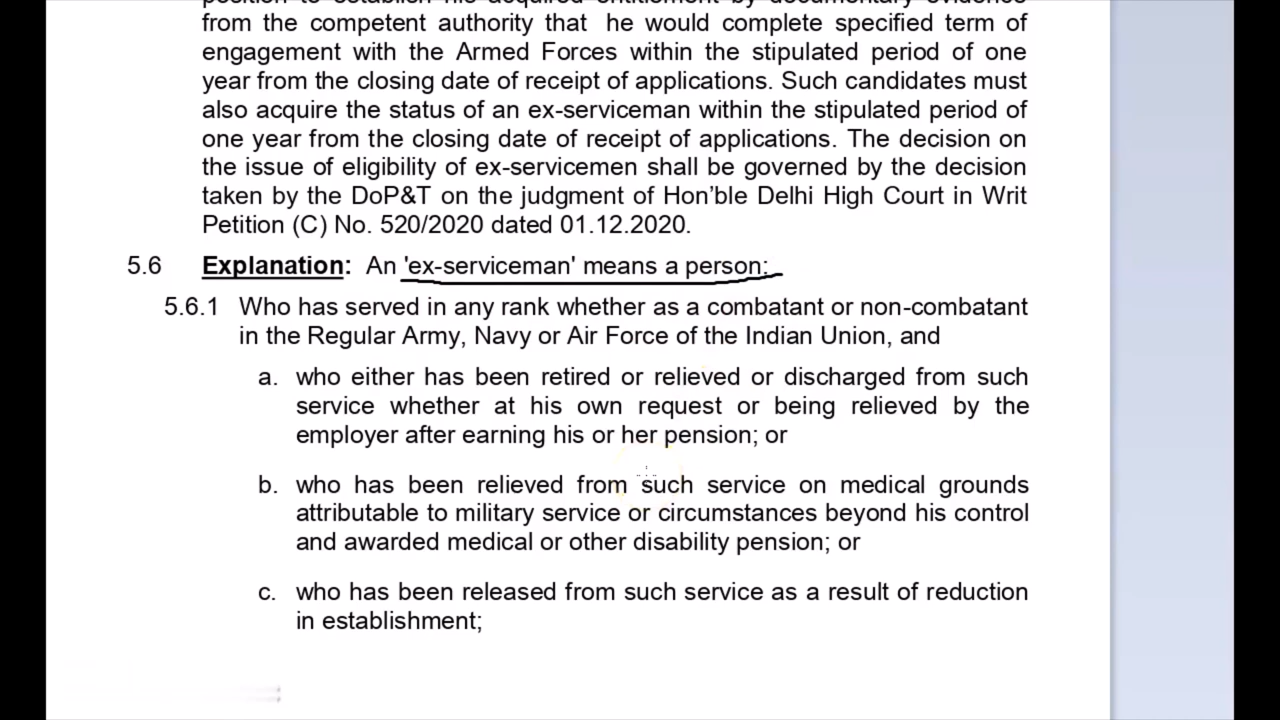 position to establish his acquired entitlement by documentary evidence
from the competent authority that he would complete specified term of
engagement with the Armed Forces within the stipulated period of one
year from the closing date of receipt of applications. Such candidates must
also acquire the status of an ex-serviceman within the stipulated period of
one year from the closing date of receipt of applications. The decision on
the issue of eligibility of ex-servicemen shall be governed by the decision
taken by the DoP&T on the judgment of Hon’ble Delhi High Court in Writ
Petition (C) No. 520/2020 dated 01.12.2020.
5.6 Explanation: An 'ex-serviceman' means a person:
5.6.1 Who has served in any rank whether as a combatant or non-combatant
in the Regular Army, Navy or Air Force of the Indian Union, and
a. who either has been retired or relieved or discharged from such
service whether at his own request or being relieved by the
employer after earning his or her pension; or
b. who has been relieved from such service on medical grounds
attributable to military service or circumstances beyond his control
and awarded medical or other disability pension; or
c. who has been released from such service as a result of reduction
in establishment;